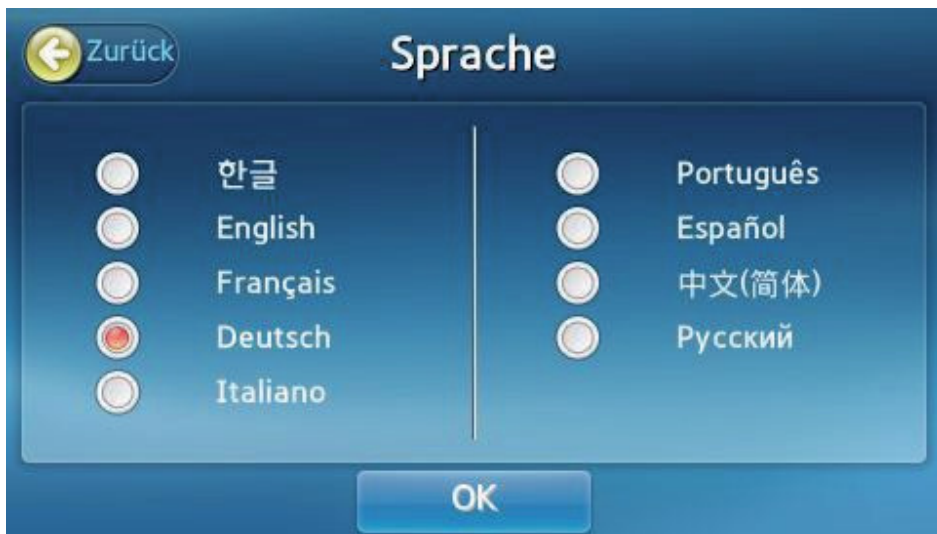 Zurück
Sprache
한글
English
Français
Deutsch
Italiano
Português
Español
中文(简体)
Русский
OK